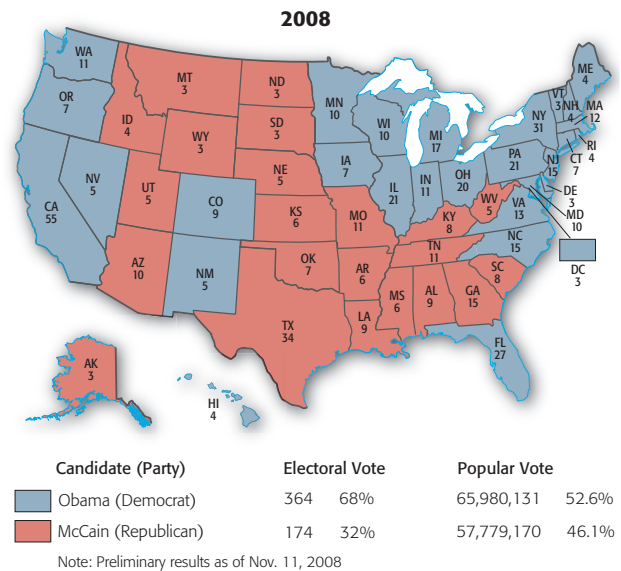 2008
WA
11
OR
7
CA
55
NV
5
ID
4
MT
3
WY
3
UT
5
AZ
10
CO
9
NM
5
ND
3
SD
3
NE
5
KS
6
OK
7
TX
34
MN
10
IA
7
MO
11
AR
6
LA
9
WI
10
IL
21
MI
17
IN
11
OH
20
KY
8
TN
11
MS
6
AL
9
GA
15
FL
27
SC
8
NC
15
VA
13
WV
5
PA
21
NY
31
VT
3
NH
4
ME
4
MA
12
RI
4
CT
7
NJ
15
DE
3
MD
10
DC
3
AK
3
HI
4
Candidate (Party) Electoral Vote Popular Vote
Obama (Democrat) 364 68% 65,980,131 52.6%
McCain (Republican) 174 32% 57,779,170 46.1%
Note: Preliminary results as of Nov. 11, 2008